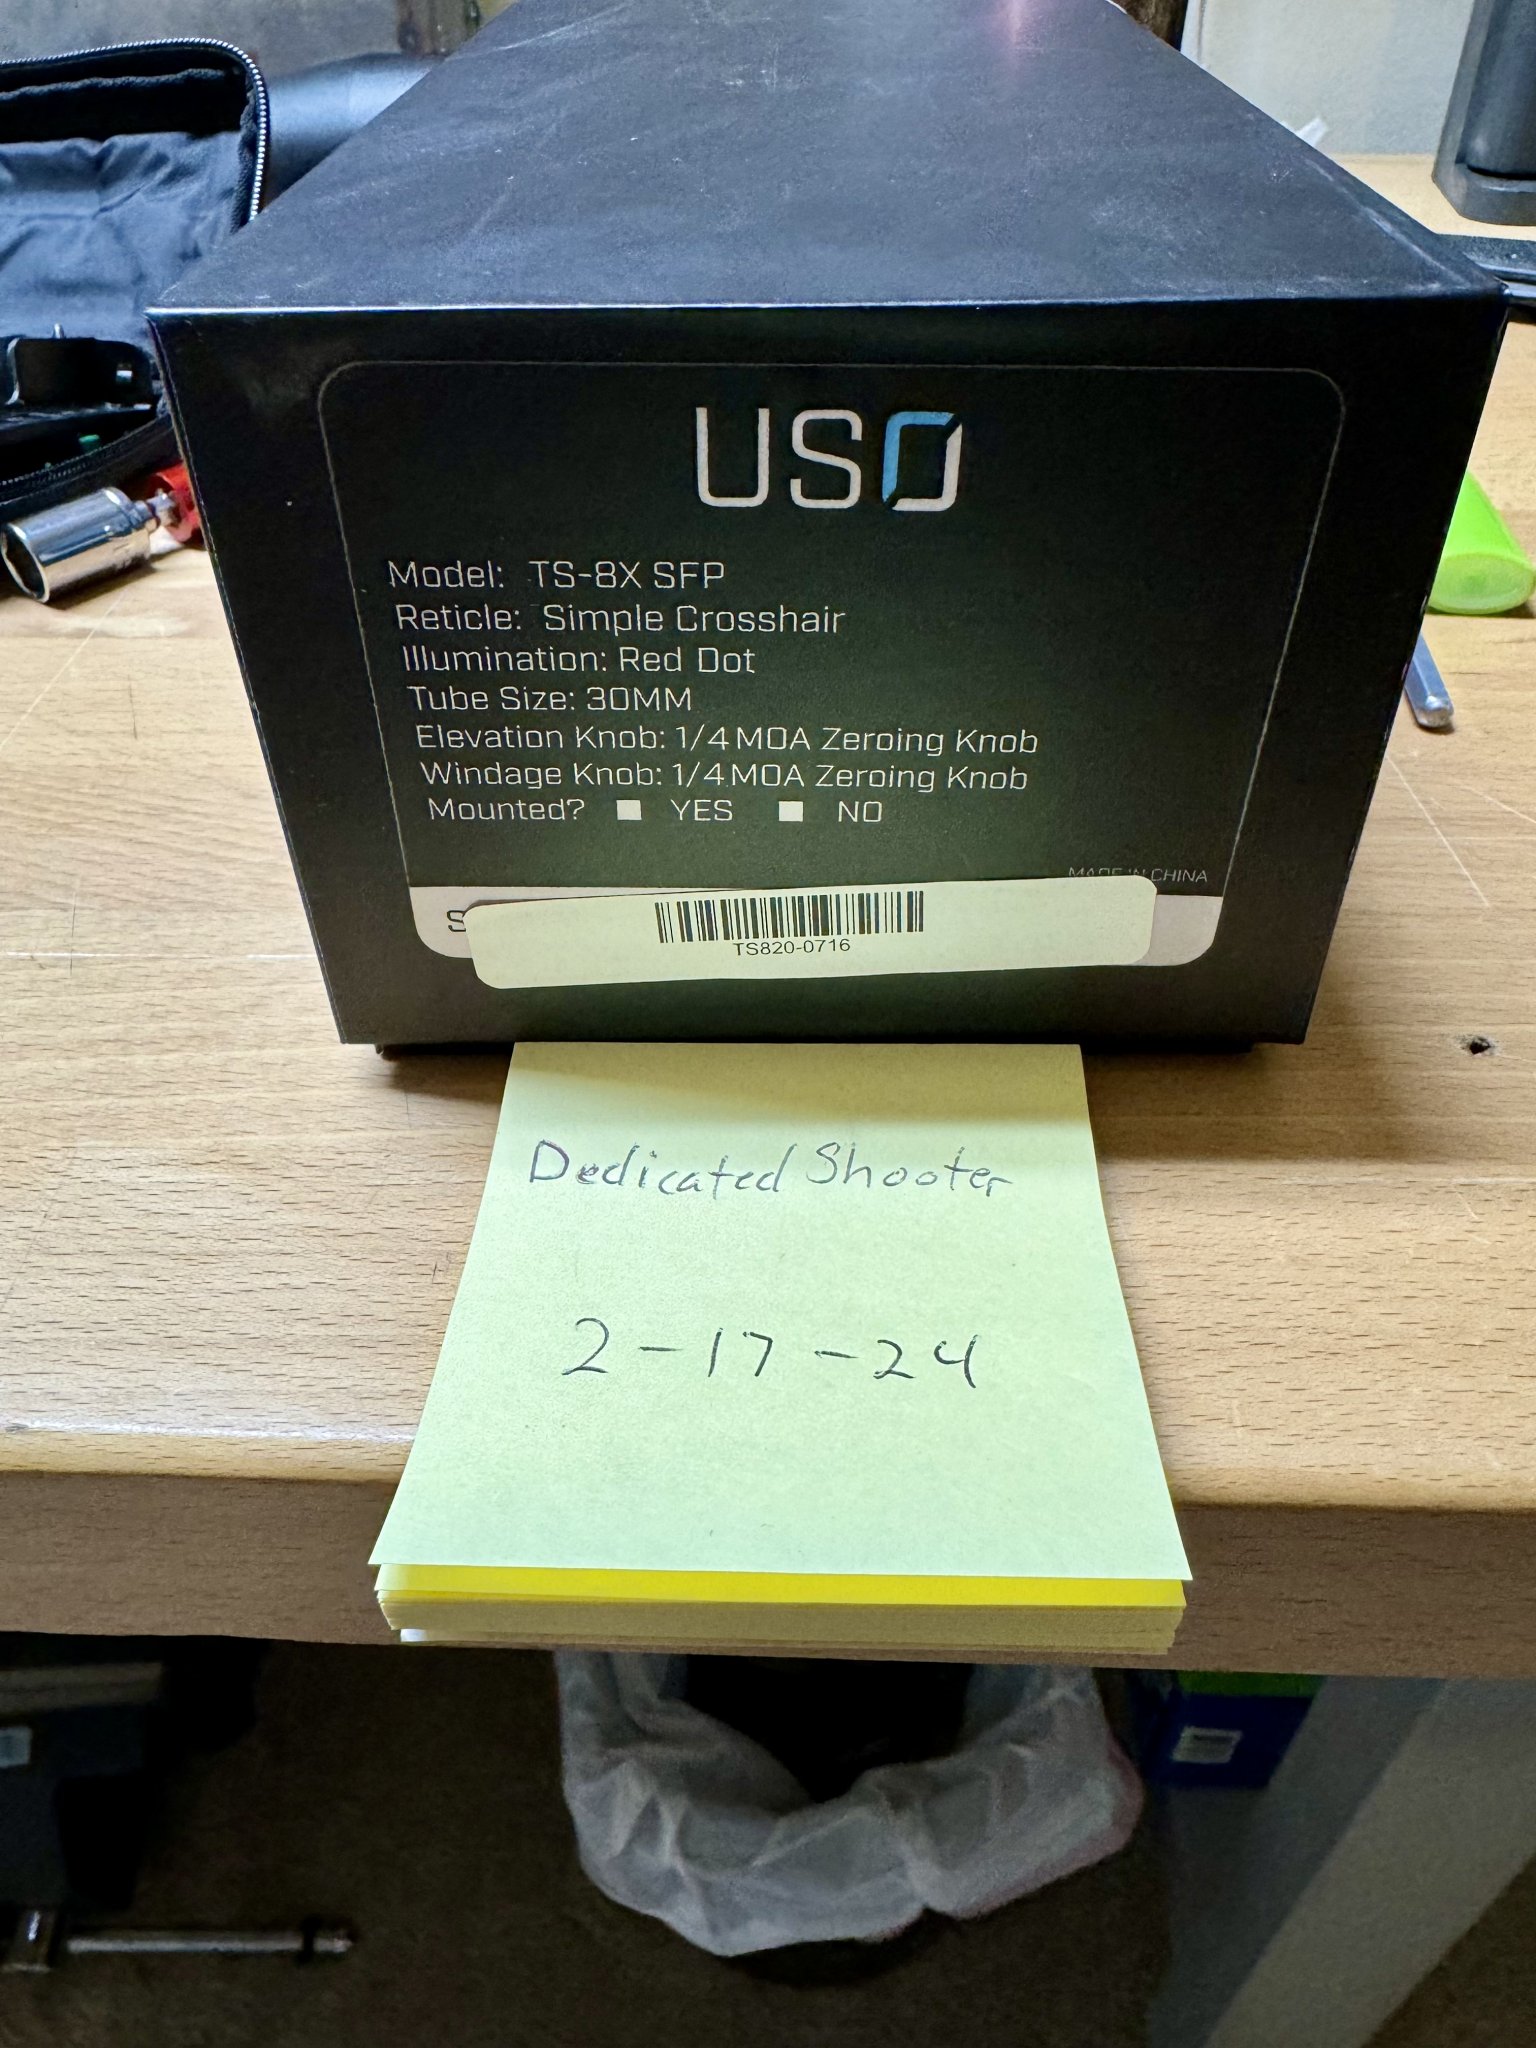 USO
Model: TS-8X SFP
Reticle: Simple Crosshair
Illumination: Red Dot
Tube Size: 30MM
Elevation Knob: 1/4 MOA Zeroing Knob
Windage Knob: 1/4 MOA Zeroing Knob
Mounted? YES NO
MADE IN CHINA
S
TS820-0716
Dedicated Shooter
2-17-24